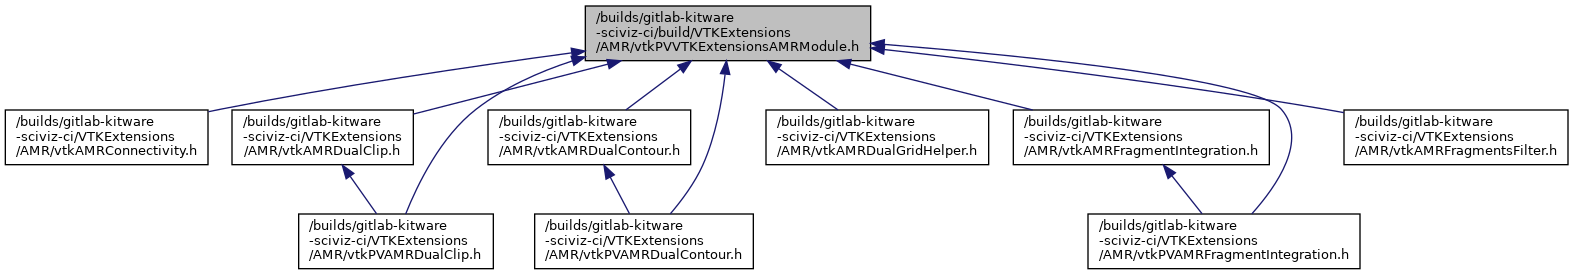 /builds/gitlab-kitware
-sciviz-ci/build/VTKExtensions
/AMR/vtkPVVTKExtensionsAMRModule.h
/builds/gitlab-kitware
-sciviz-ci/VTKExtensions
/AMR/vtkAMRConnectivity.h
/builds/gitlab-kitware
-sciviz-ci/VTKExtensions
/AMR/vtkAMRDualClip.h
/builds/gitlab-kitware
-sciviz-ci/VTKExtensions
/AMR/vtkAMRDualContour.h
/builds/gitlab-kitware
-sciviz-ci/VTKExtensions
/AMR/vtkAMRDualGridHelper.h
/builds/gitlab-kitware
-sciviz-ci/VTKExtensions
/AMR/vtkAMRFragmentIntegration.h
/builds/gitlab-kitware
-sciviz-ci/VTKExtensions
/AMR/vtkAMRFragmentsFilter.h
/builds/gitlab-kitware
-sciviz-ci/VTKExtensions
/AMR/vtkPVAMRDualClip.h
/builds/gitlab-kitware
-sciviz-ci/VTKExtensions
/AMR/vtkPVAMRDualContour.h
/builds/gitlab-kitware
-sciviz-ci/VTKExtensions
/AMR/vtkPVAMRFragmentIntegration.h